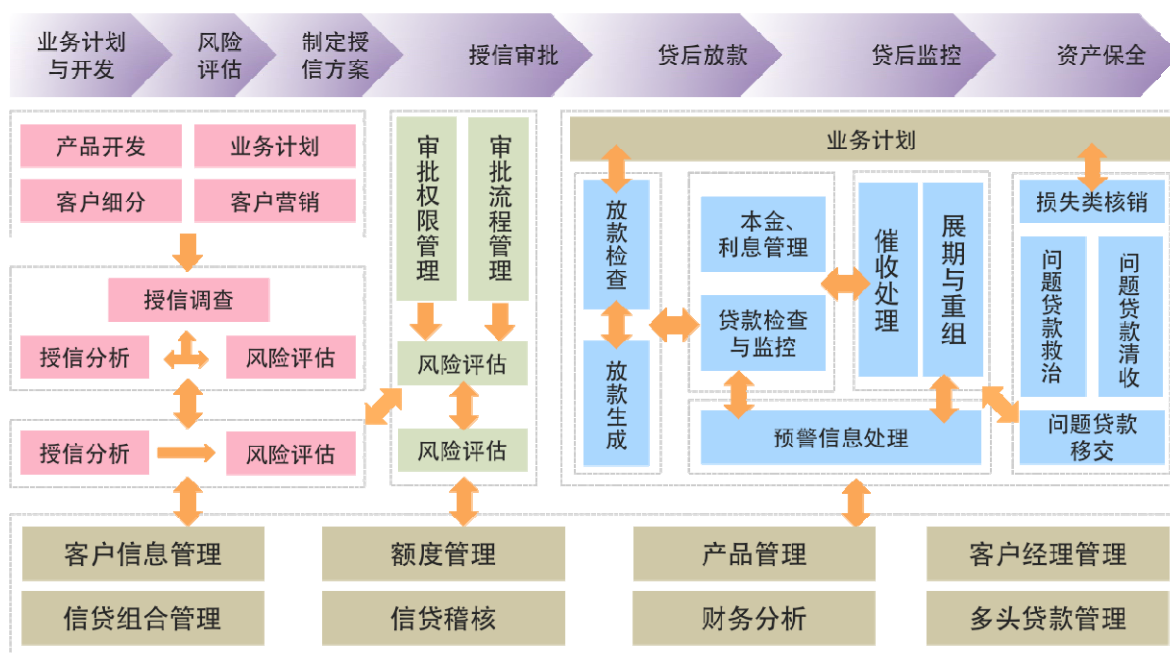 业务计划
与开发
风险
评估
制定授
信方案
授信审批
贷后放款
贷后监控
资产保全
产品开发
业务计划
客户细分
客户营销
授信调查
授信分析
风险评估
授信分析
风险评估
审批权限管理
审批流程管理
风险评估
风险评估
业务计划
放款检查
放款生成
本金、
利息管理
贷款检查
与监控
催收处理
展期与重组
预警信息处理
损失类核销
问题贷款救治
问题贷款清收
问题贷款
移交
客户信息管理
额度管理
产品管理
客户经理管理
信贷组合管理
信贷稽核
财务分析
多头贷款管理